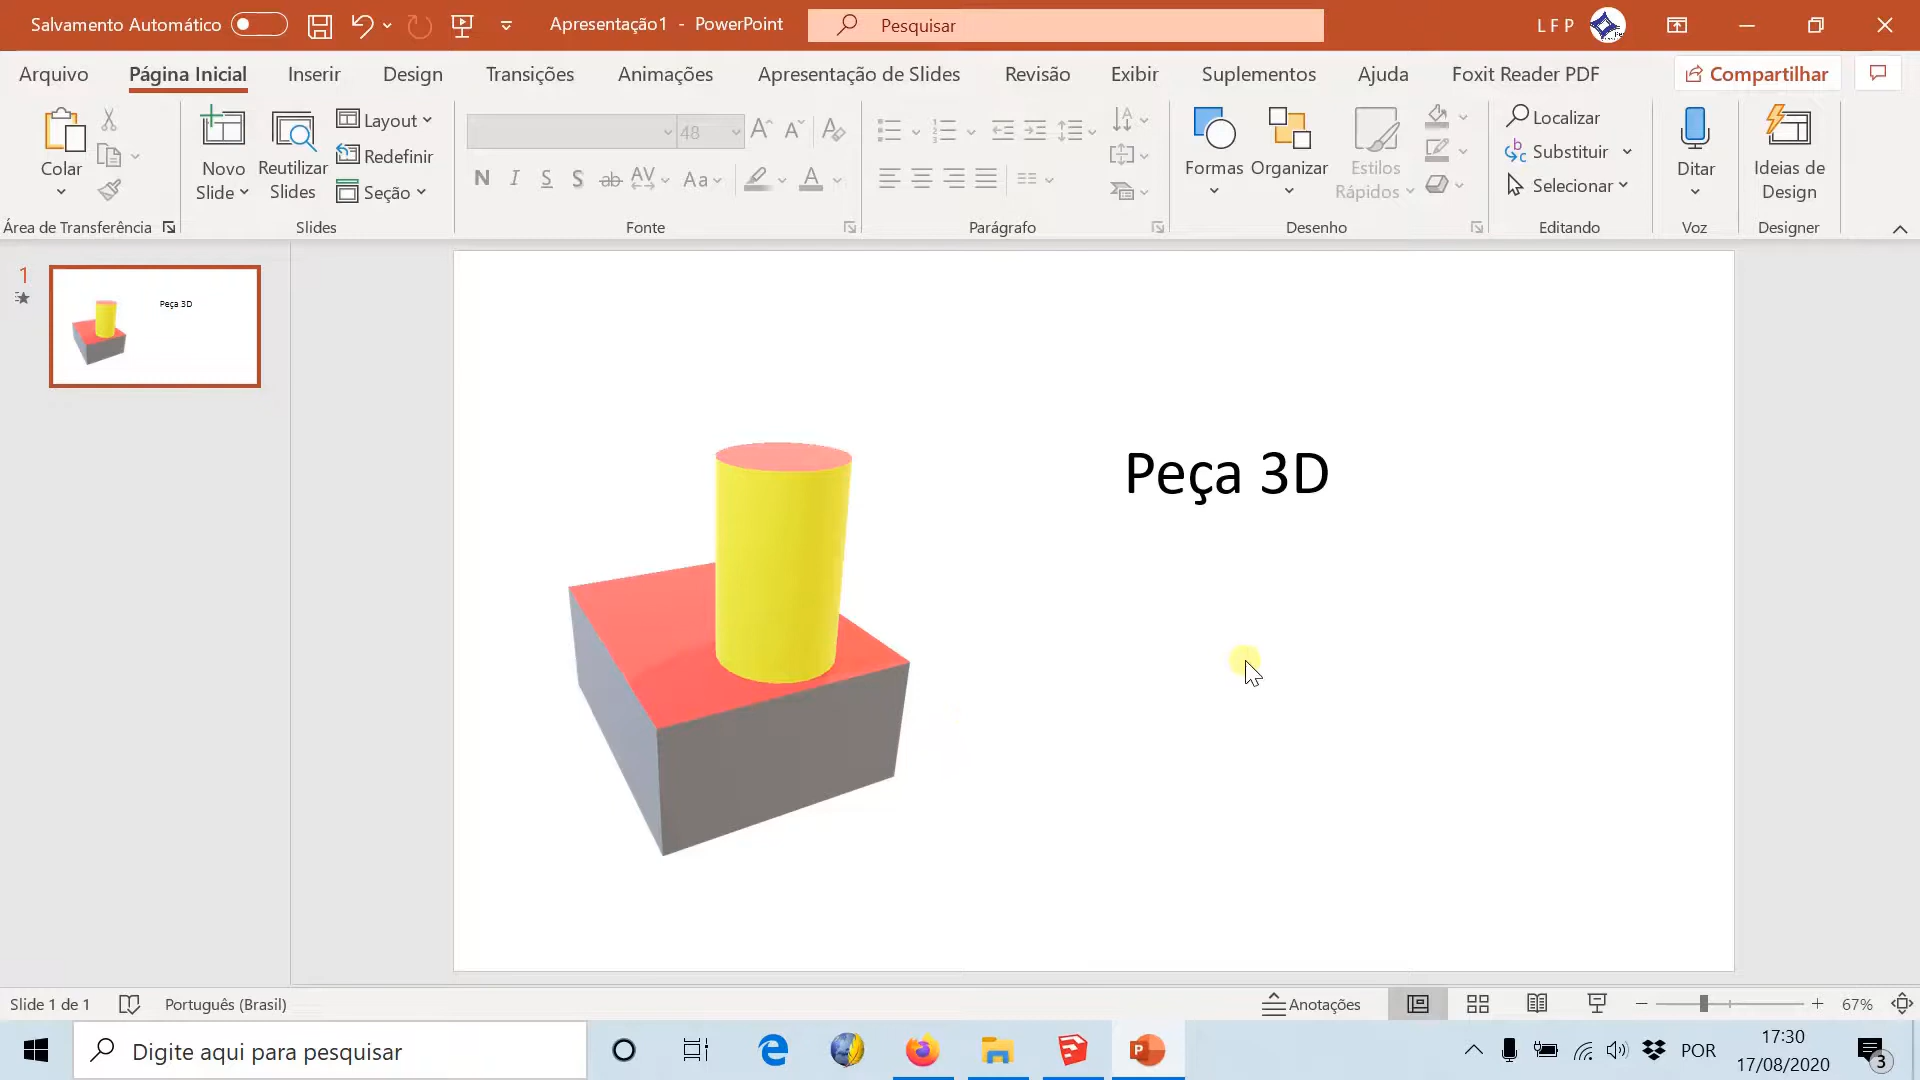 Salvamento Automático
Apresentação1 - PowerPoint
Pesquisar
L F P
Arquivo
Página Inicial
Inserir
Design
Transições
Animações
Apresentação de Slides
Revisão
Exibir
Suplementos
Ajuda
Foxit Reader PDF
Compartilhar
Colar
Novo
Slide
Reutilizar
Slides
Layout
Redefinir
Seção
48
N I S S ab AV Aa A
Formas
Organizar
Estilos
Rápidos
Localizar
Substituir
Selecionar
Ditar
Ideias de
Design
Área de Transferência
Slides
Fonte
Parágrafo
Desenho
Editando
Voz
Designer
1
Peça 3D
Peça 3D
Slide 1 de 1
Português (Brasil)
Anotações
67%
Digite aqui para pesquisar
POR
17:30
17/08/2020
3